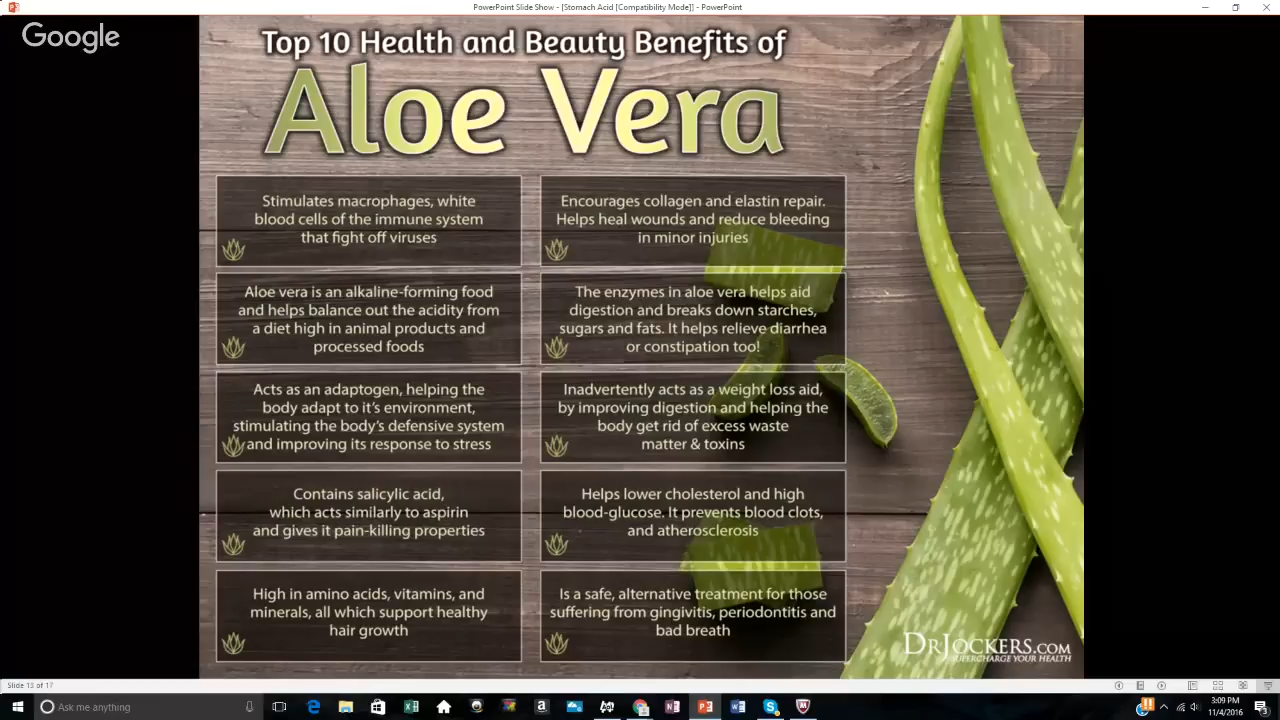 PowerPoint Slide Show - [Stomach Acid [Compatibility Mode]] - PowerPoint
Google
Top 10 Health and Beauty Benefits of
Aloe Vera
Stimulates macrophages, white
blood cells of the immune system
that fight off viruses
Encourages collagen and elastin repair.
Helps heal wounds and reduce bleeding
in minor injuries
Aloe vera is an alkaline-forming food
and helps balance out the acidity from
a diet high in animal products and
processed foods
The enzymes in aloe vera helps aid
digestion and breaks down starches,
sugars and fats. It helps relieve diarrhea
or constipation too!
Acts as an adaptogen, helping the
body adapt to it's environment,
stimulating the body's defensive system
and improving its response to stress
Inadvertently acts as a weight loss aid,
by improving digestion and helping the
body get rid of excess waste
matter & toxins
Contains salicylic acid,
which acts similarly to aspirin
and gives it pain-killing properties
Helps lower cholesterol and high
blood-glucose. It prevents blood clots,
and atherosclerosis
High in amino acids, vitamins, and
minerals, all which support healthy
hair growth
Is a safe, alternative treatment for those
suffering from gingivitis, periodontitis and
bad breath
DRJOCKERS.COM
SUPERCHARGE YOUR HEALTH
Slide 13 of 17
Ask me anything
3:09 PM
11/4/2016